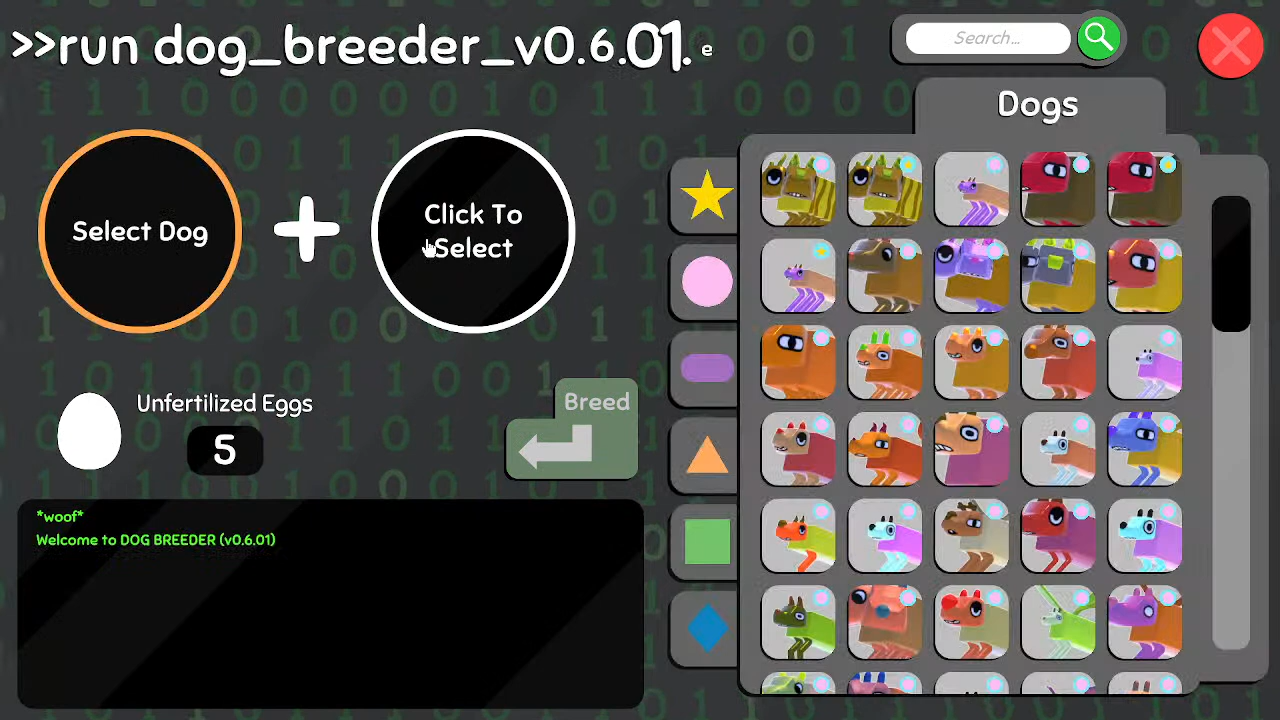 >>run dog_breeder_v0.6.01. e
Search...
Dogs
Select Dog
Click To
Select
Unfertilized Eggs
5
Breed
*woof*
Welcome to DOG BREEDER (v0.6.01)